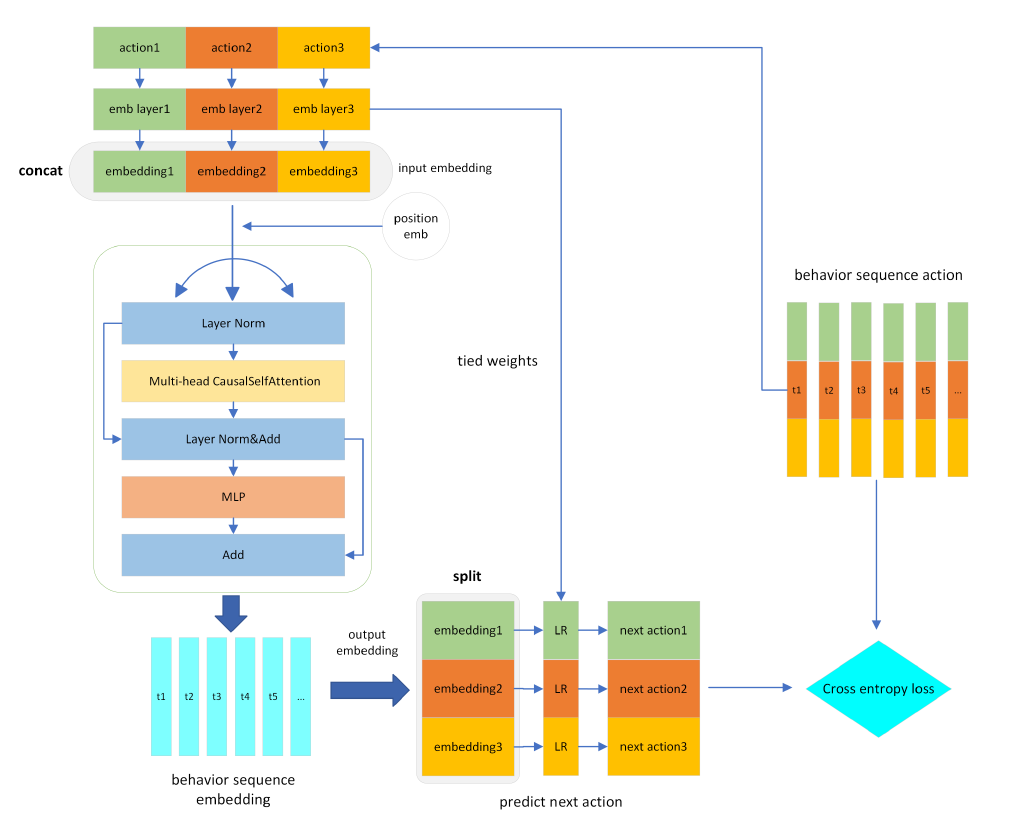 action1 action2 action3
emb layer1 emb layer2 emb layer3
concat
embedding1 embedding2 embedding3
input embedding
position
emb
Layer Norm
Multi-head CausalSelfAttention
Layer Norm&Add
MLP
Add
tied weights
behavior sequence action
t1 t2 t3 t4 t5 ...
t1 t2 t3 t4 t5 ...
behavior sequence
embedding
output
embedding
split
embedding1 LR next action1
embedding2 LR next action2
embedding3 LR next action3
predict next action
Cross entropy loss